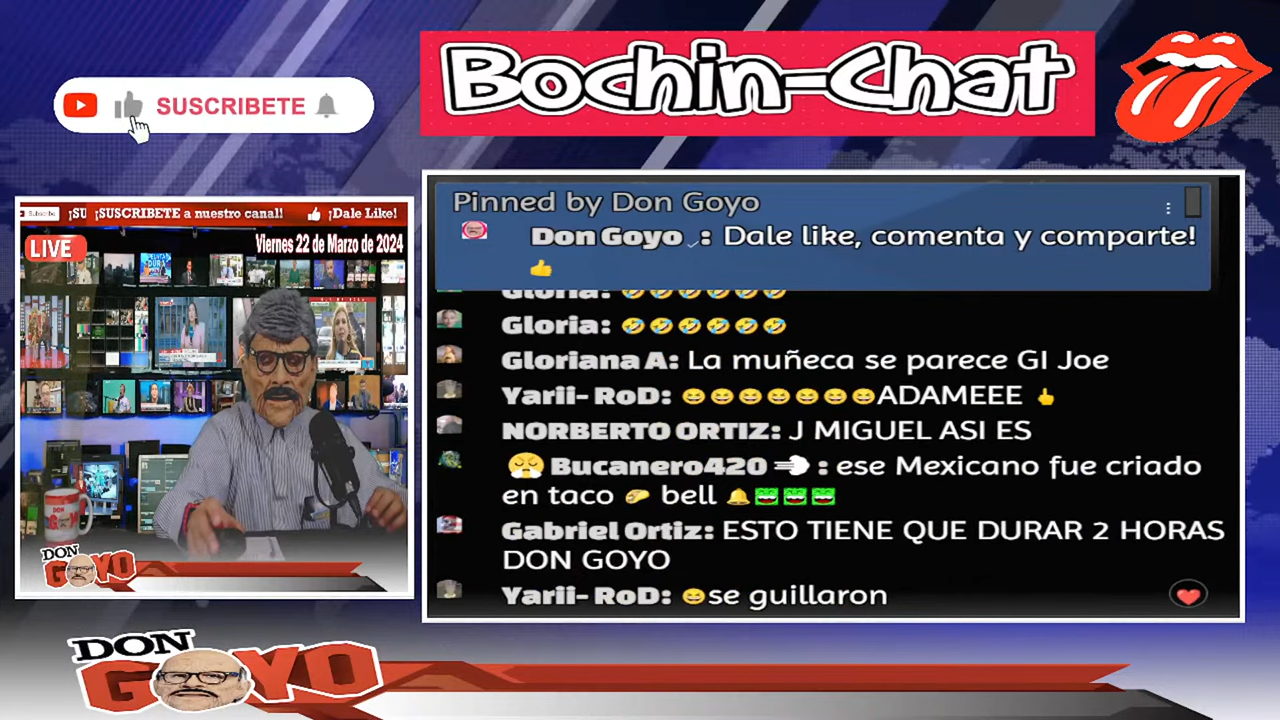 Bochin-Chat
SUSCRIBETE
Subscribe ¡SU ¡SUSCRIBETE a nuestro canal! ¡Dale Like!
LIVE
Viernes 22 de Marzo de 2024
Pinned by Don Goyo
Don Goyo : Dale like, comenta y comparte!
👍
Gloria: 🤣🤣🤣🤣🤣🤣
Gloria: 🤣🤣🤣🤣🤣🤣
Gloriana A: La muñeca se parece GI Joe
Yarii- RoD: 😆😆😆😆😆😆😆ADAMEEE 🖕
NORBERTO ORTIZ: J MIGUEL ASI ES
😤Bucanero420💨 : ese Mexicano fue criado
en taco 🌮 bell 🔔
Gabriel Ortiz: ESTO TIENE QUE DURAR 2 HORAS
DON GOYO
Yarii- RoD: 😆se guillaron
DON
GOYO
DON
GOYO